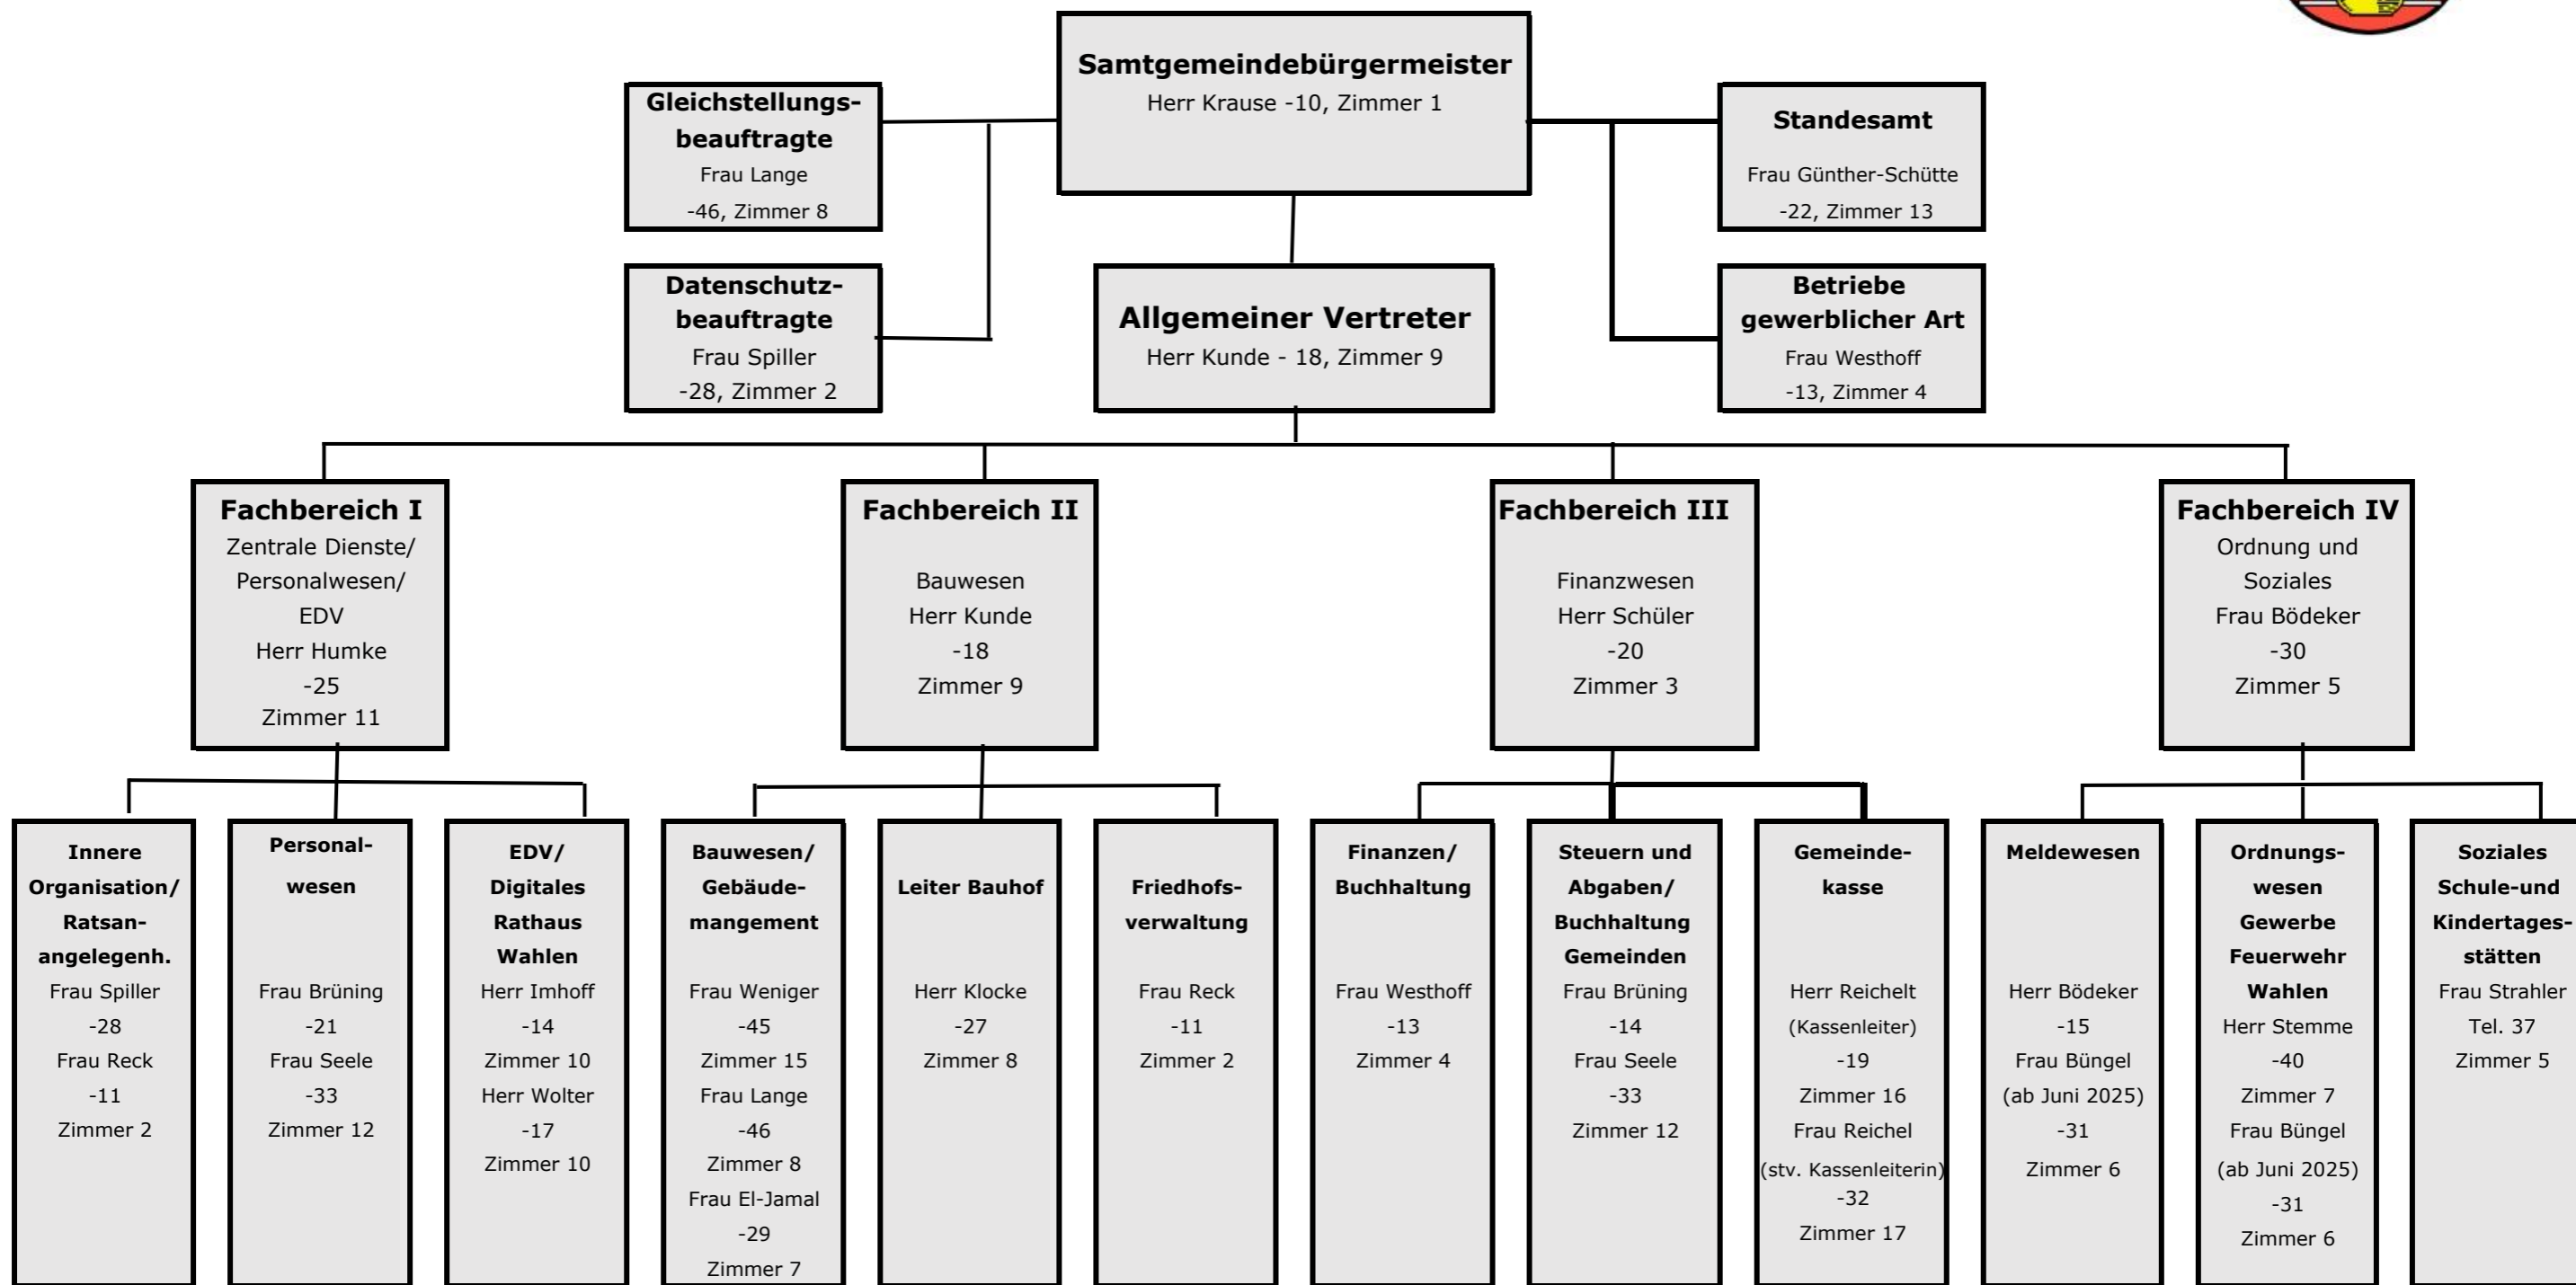 Samtgemeindebürgermeister
Herr Krause -10, Zimmer 1
Gleichstellungs-
beauftragte
Frau Lange
-46, Zimmer 8
Standesamt
Frau Günther-Schütte
-22, Zimmer 13
Datenschutz-
beauftragte
Frau Spiller
-28, Zimmer 2
Allgemeiner Vertreter
Herr Kunde - 18, Zimmer 9
Betriebe
gewerblicher Art
Frau Westhoff
-13, Zimmer 4
Fachbereich I
Zentrale Dienste/
Personalwesen/
EDV
Herr Humke
-25
Zimmer 11
Fachbereich II
Bauwesen
Herr Kunde
-18
Zimmer 9
Fachbereich III
Finanzwesen
Herr Schüler
-20
Zimmer 3
Fachbereich IV
Ordnung und
Soziales
Frau Bödeker
-30
Zimmer 5
Innere
Organisation/
Ratsan-
angelegenh.
Frau Spiller
-28
Frau Reck
-11
Zimmer 2
Personal-
wesen
Frau Brüning
-21
Frau Seele
-33
Zimmer 12
EDV/
Digitales
Rathaus
Wahlen
Herr Imhoff
-14
Zimmer 10
Herr Wolter
-17
Zimmer 10
Bauwesen/
Gebäude-
mangement
Frau Weniger
-45
Zimmer 15
Frau Lange
-46
Zimmer 8
Frau El-Jamal
-29
Zimmer 7
Leiter Bauhof
Herr Klocke
-27
Zimmer 8
Friedhofs-
verwaltung
Frau Reck
-11
Zimmer 2
Finanzen/
Buchhaltung
Frau Westhoff
-13
Zimmer 4
Steuern und
Abgaben/
Buchhaltung
Gemeinden
Frau Brüning
-14
Frau Seele
-33
Zimmer 12
Gemeinde-
kasse
Herr Reichelt
(Kassenleiter)
-19
Zimmer 16
Frau Reichel
(stv. Kassenleiterin)
-32
Zimmer 17
Meldewesen
Herr Bödeker
-15
Frau Büngel
(ab Juni 2025)
-31
Zimmer 6
Ordnungs-
wesen
Gewerbe
Feuerwehr
Wahlen
Herr Stemme
-40
Zimmer 7
Frau Büngel
(ab Juni 2025)
-31
Zimmer 6
Soziales
Schule-und
Kindertages-
stätten
Frau Strahler
Tel. 37
Zimmer 5